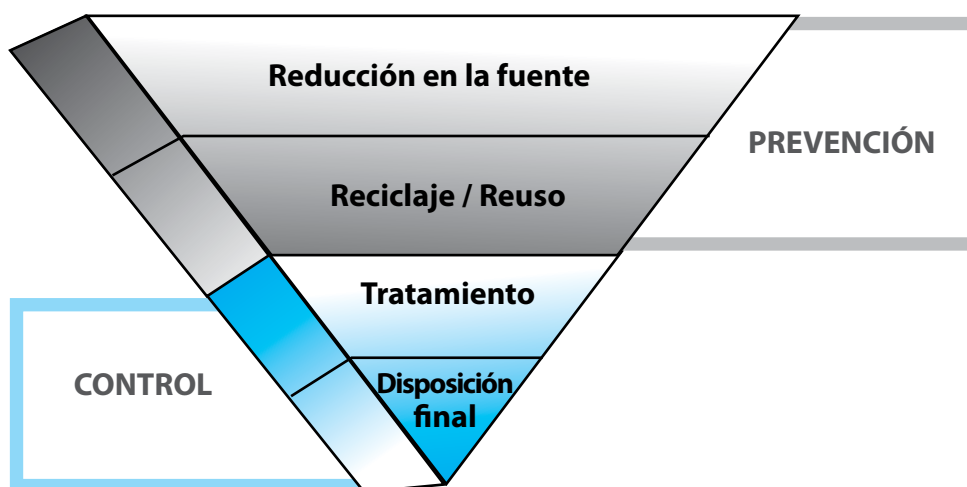 Reducción en la fuente
PREVENCIÓN
Reciclaje / Reuso
Tratamiento
CONTROL
Disposición
final